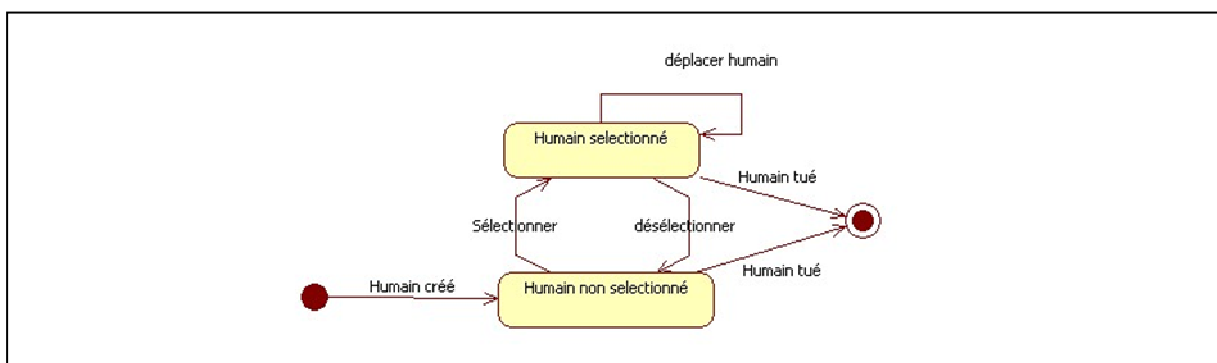 déplacer humain
Humain selectionné
Humain tué
Sélectionner
désélectionner
Humain tué
Humain créé
Humain non selectionné